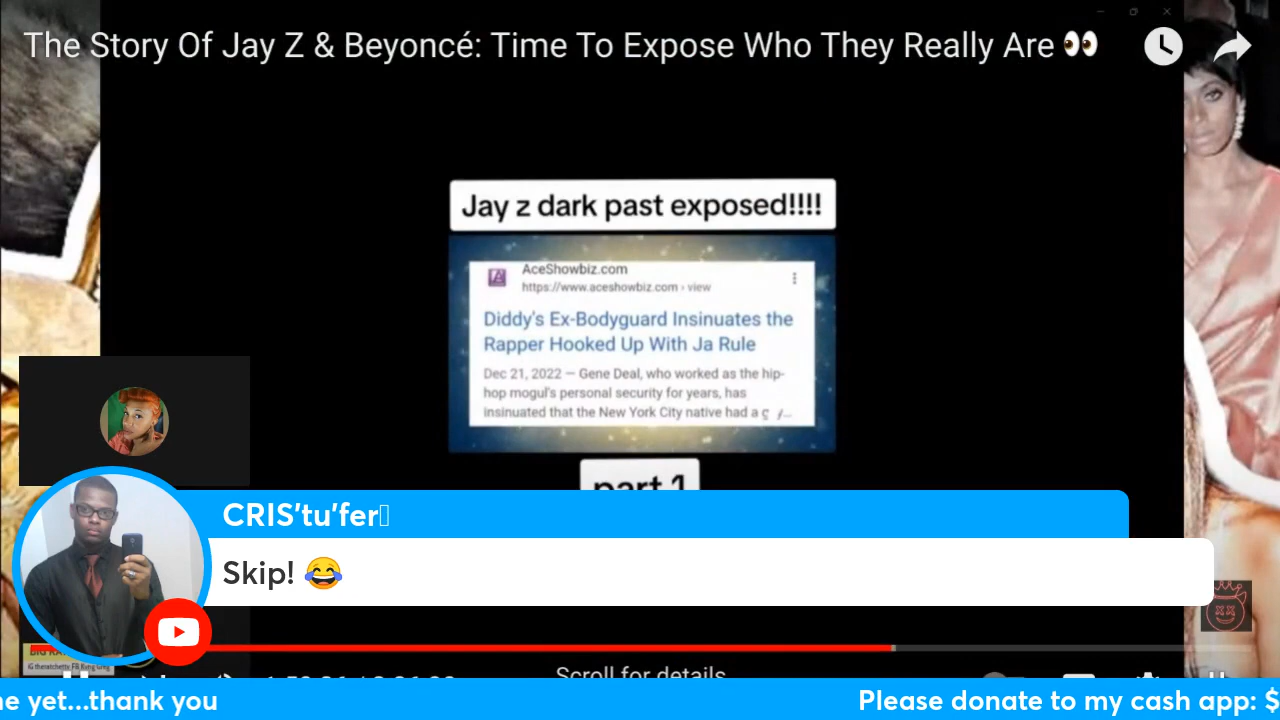 The Story Of Jay Z & Beyoncé: Time To Expose Who They Really Are 👀
Jay z dark past exposed!!!!
AceShowbiz.com
https://www.aceshowbiz.com › view
Diddy's Ex-Bodyguard Insinuates the
Rapper Hooked Up With Ja Rule
Dec 21, 2022 — Gene Deal, who worked as the hip-
hop mogul's personal security for years, has
insinuated that the New York City native had a
part 1
CRIS'tu'fer
Skip! 😂
Scroll for details
yet...thank you
Please donate to my cash app: $